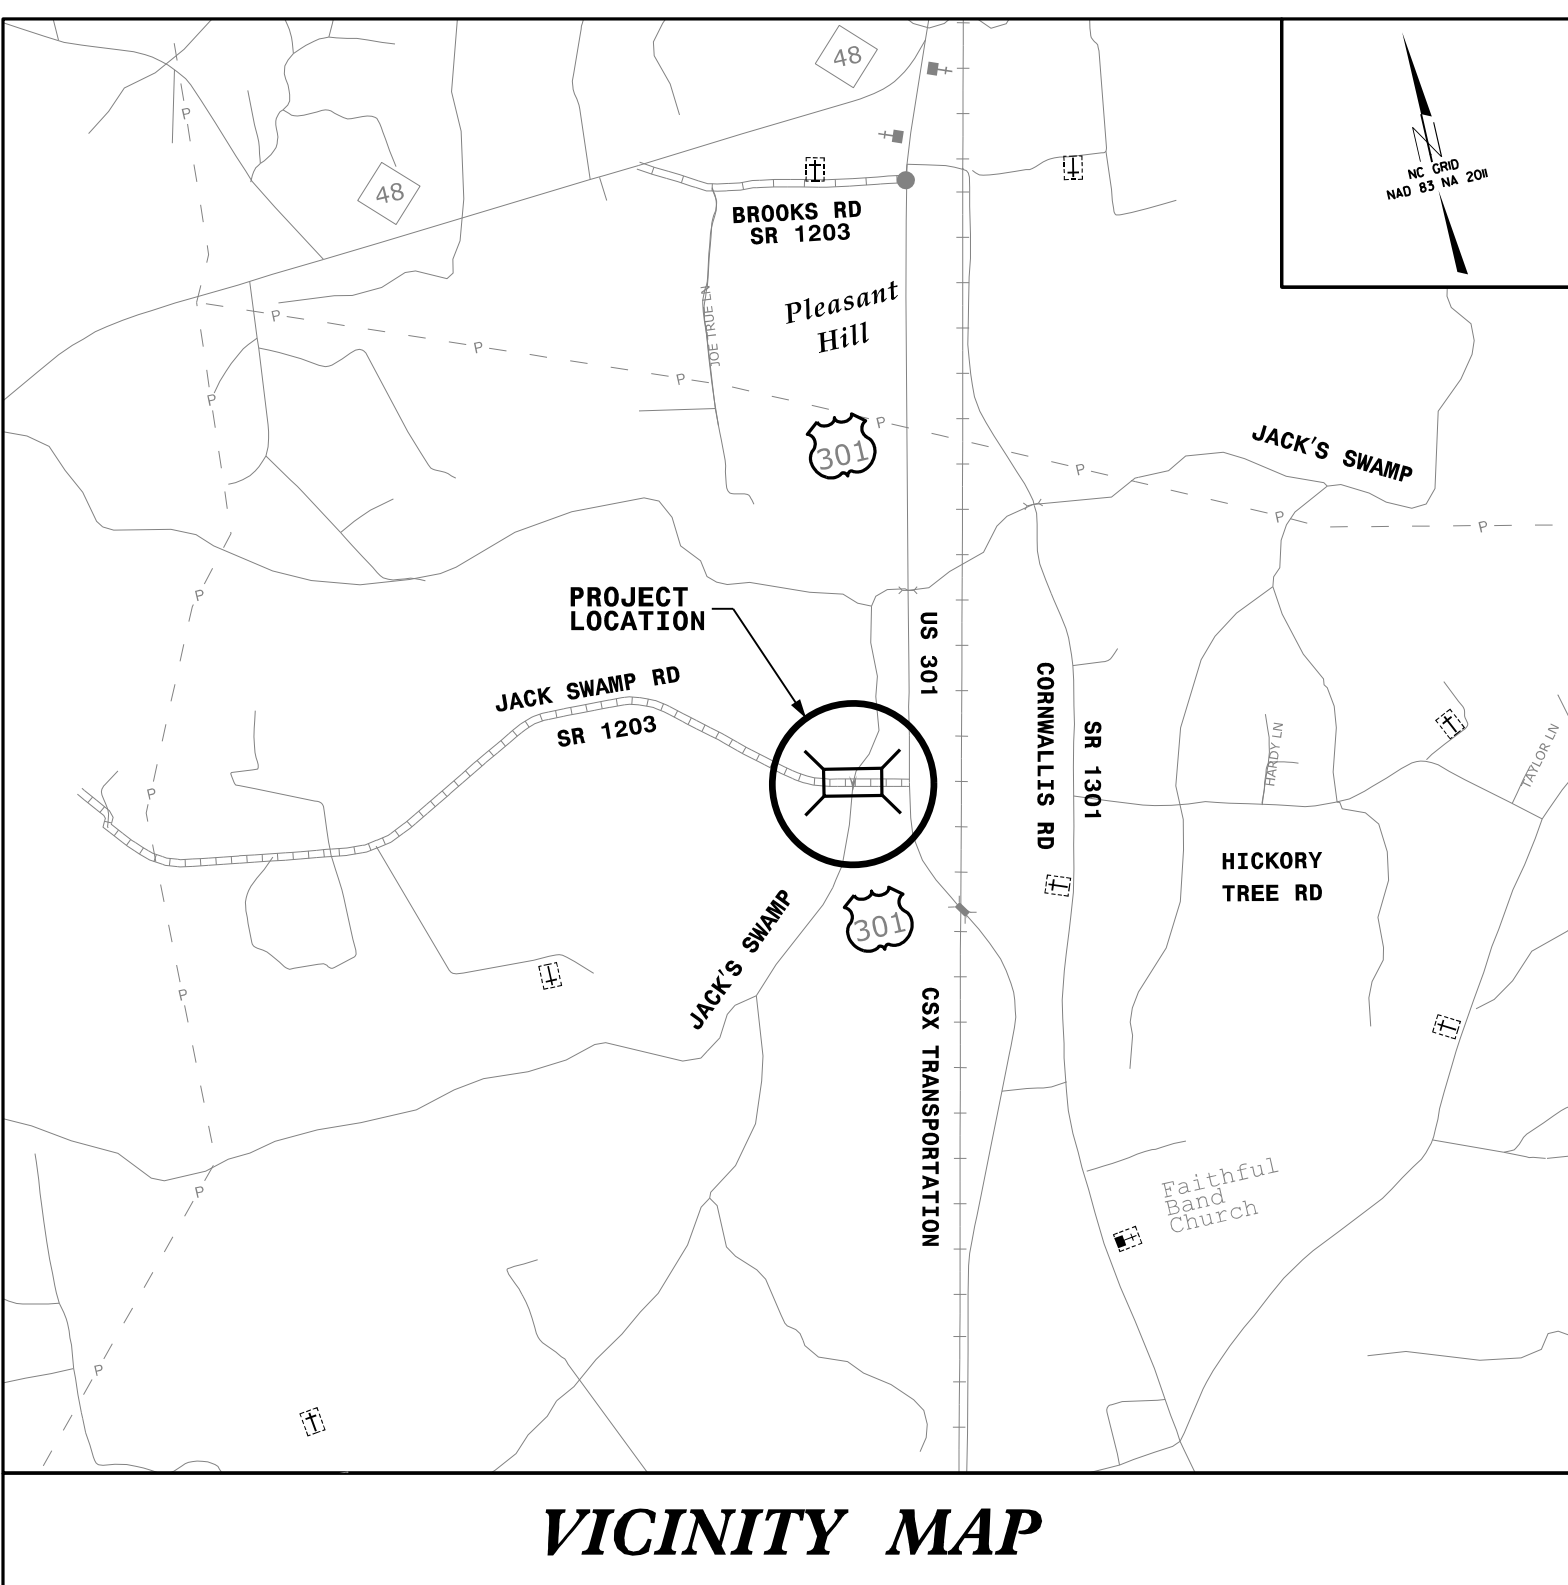 48
48
NC GRID
NAD 83 NA 2011
P
BROOKS RD
SR 1203
Pleasant
Hill
JOE TRUE LN
P
P
P
P
P
301
P
JACK'S SWAMP
P
P
PROJECT
LOCATION
P
US 301
JACK SWAMP RD
SR 1203
CORNWALLIS RD
SR 1301
HARDY LN
TAYLOR LN
P
HICKORY
TREE RD
301
JACK'S SWAMP
P
CSX TRANSPORTATION
P
Faithful
Band
Church
P
VICINITY MAP